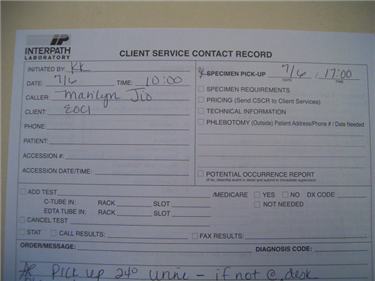 INTERPATH
LABORATORY
CLIENT SERVICE CONTACT RECORD
INITIATED BY: KK
DATE: 7/6 TIME: 10:00
CALLER: Marilyn Jio
CLIENT: EOCI
PHONE:
PATIENT:
ACCESSION #:
ACCESSION DATE/TIME:
SPECIMEN PICK-UP 7/6, 17:00
DATE TIME
SPECIMEN REQUIREMENTS
PRICING (Send CSCR to Client Services)
TECHNICAL INFORMATION
PHLEBOTOMY (Outside) Patient Address/Phone # / Date Needed
POTENTIAL OCCURRENCE REPORT
ADD TEST /MEDICARE YES NO DX CODE
C-TUBE IN: RACK SLOT NOT NEEDED
EDTA TUBE IN: RACK SLOT
CANCEL TEST
STAT CALL RESULTS: FAX RESULTS:
ORDER/MESSAGE: DIAGNOSIS CODE:
Pick up 24° urine - if not @ desk